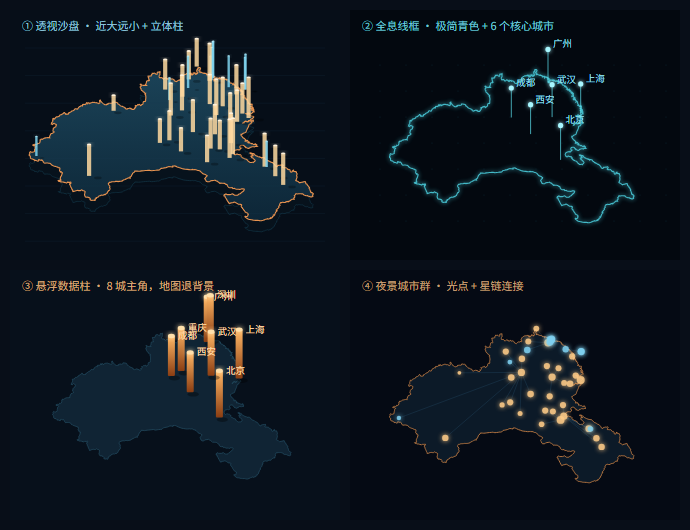 ① 透视沙盘 · 近大远小 + 立体柱
② 全息线框 · 极简青色 + 6 个核心城市
广州
成都
武汉
上海
西安
北京
③ 悬浮数据柱 · 8 城主角，地图退背景
深圳
广州
重庆
成都
武汉
上海
西安
北京
④ 夜景城市群 · 光点 + 星链连接